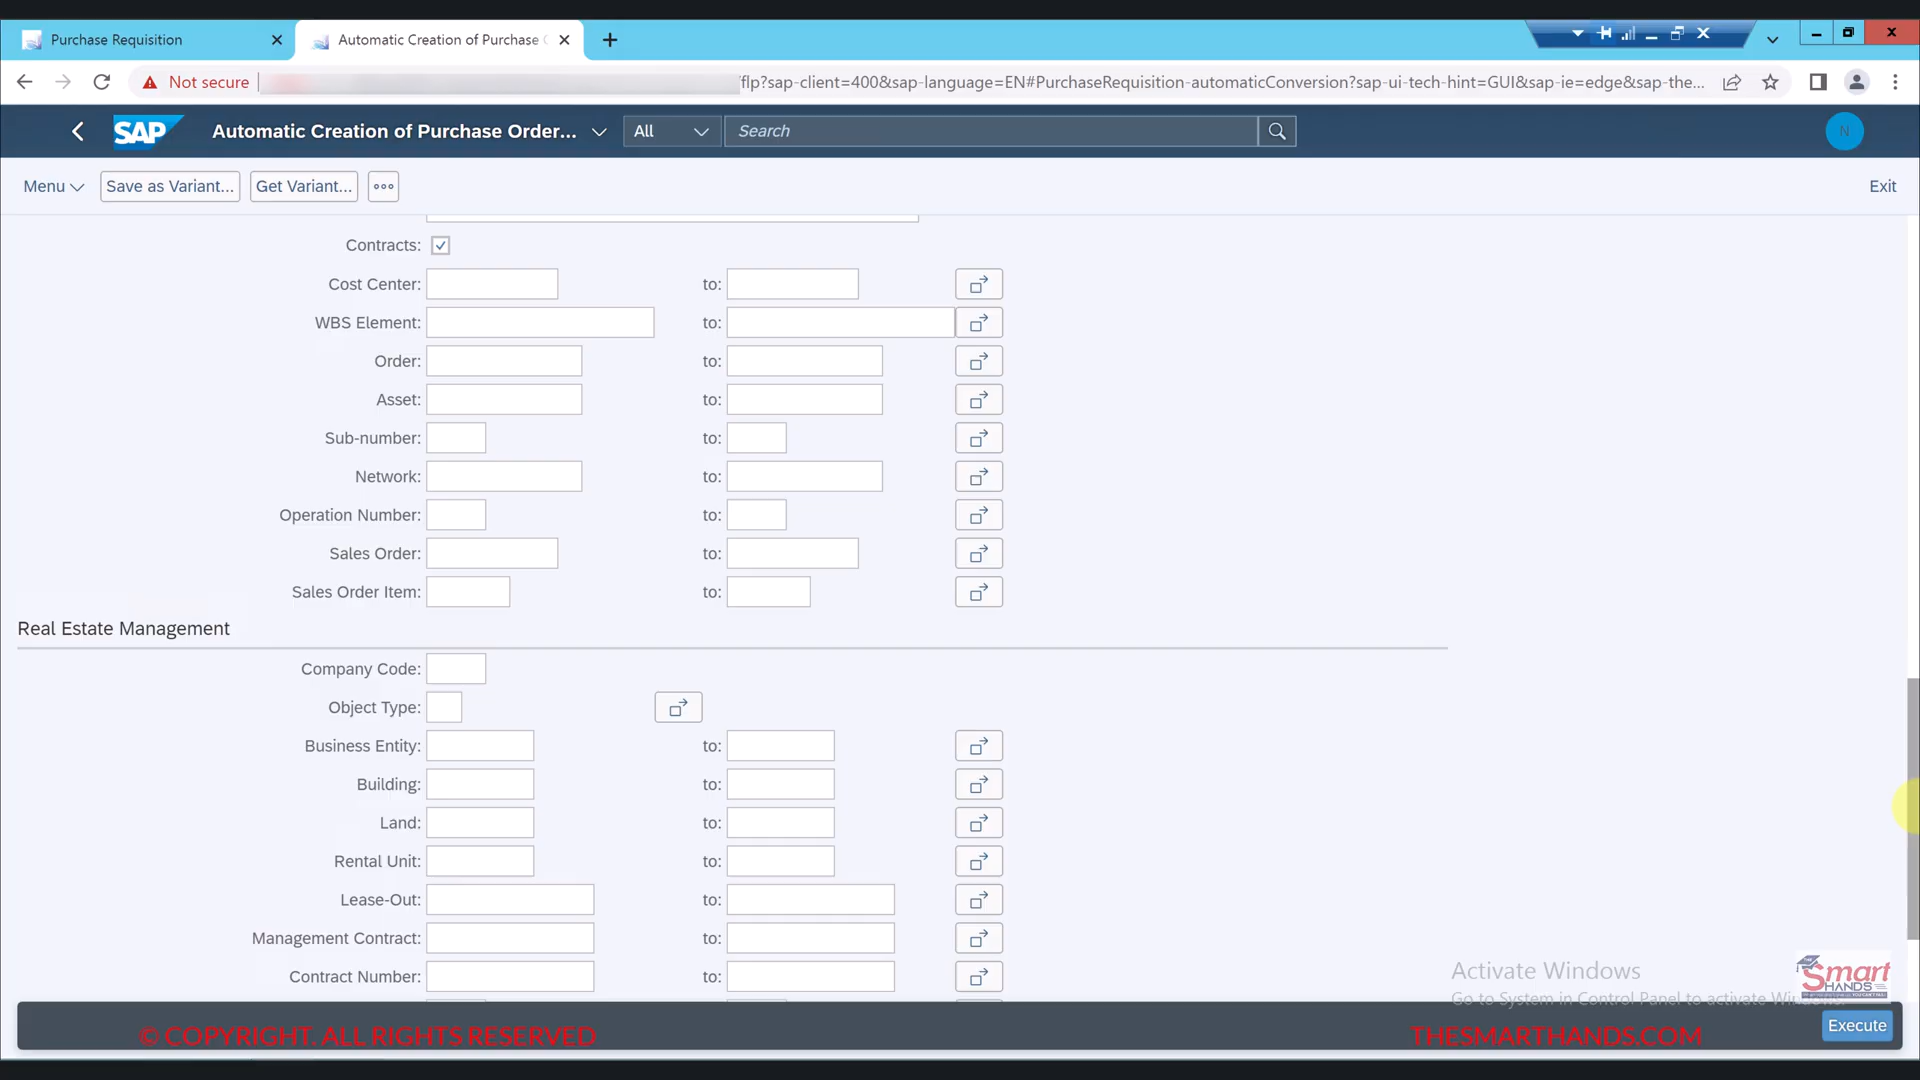 Purchase Requisition
Automatic Creation of Purchase
Not secure
/flp?sap-client=400&sap-language=EN#PurchaseRequisition-automaticConversion?sap-ui-tech-hint=GUI&sap-ie=edge&sap-the...
SAP
Automatic Creation of Purchase Order...
All
Search
N
Menu
Save as Variant...
Get Variant...
Exit
Contracts:
Cost Center: to:
WBS Element: to:
Order: to:
Asset: to:
Sub-number: to:
Network: to:
Operation Number: to:
Sales Order: to:
Sales Order Item: to:
Real Estate Management
Company Code:
Object Type:
Business Entity: to:
Building: to:
Land: to:
Rental Unit: to:
Lease-Out: to:
Management Contract: to:
Contract Number: to:
Activate Windows
Go to System in Control Panel to activate
Smart
HANDS
© COPYRIGHT. ALL RIGHTS RESERVED
THESMARTHANDS.COM
Execute